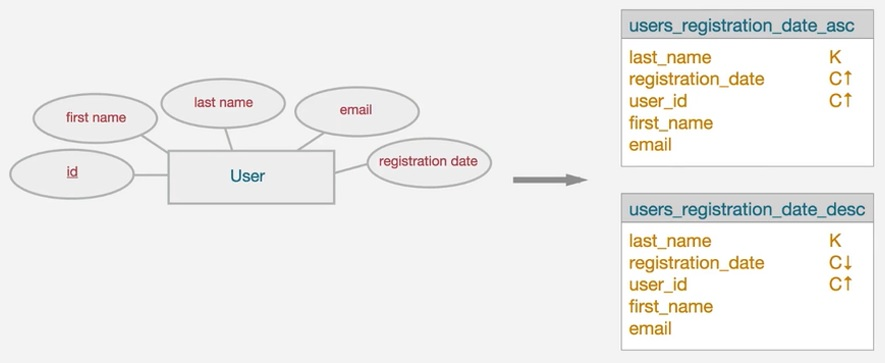 last name
email
first name
registration date
id
User
users_registration_date_asc
last_name K
registration_date C↑
user_id C↑
first_name
email
users_registration_date_desc
last_name K
registration_date C↓
user_id C↑
first_name
email